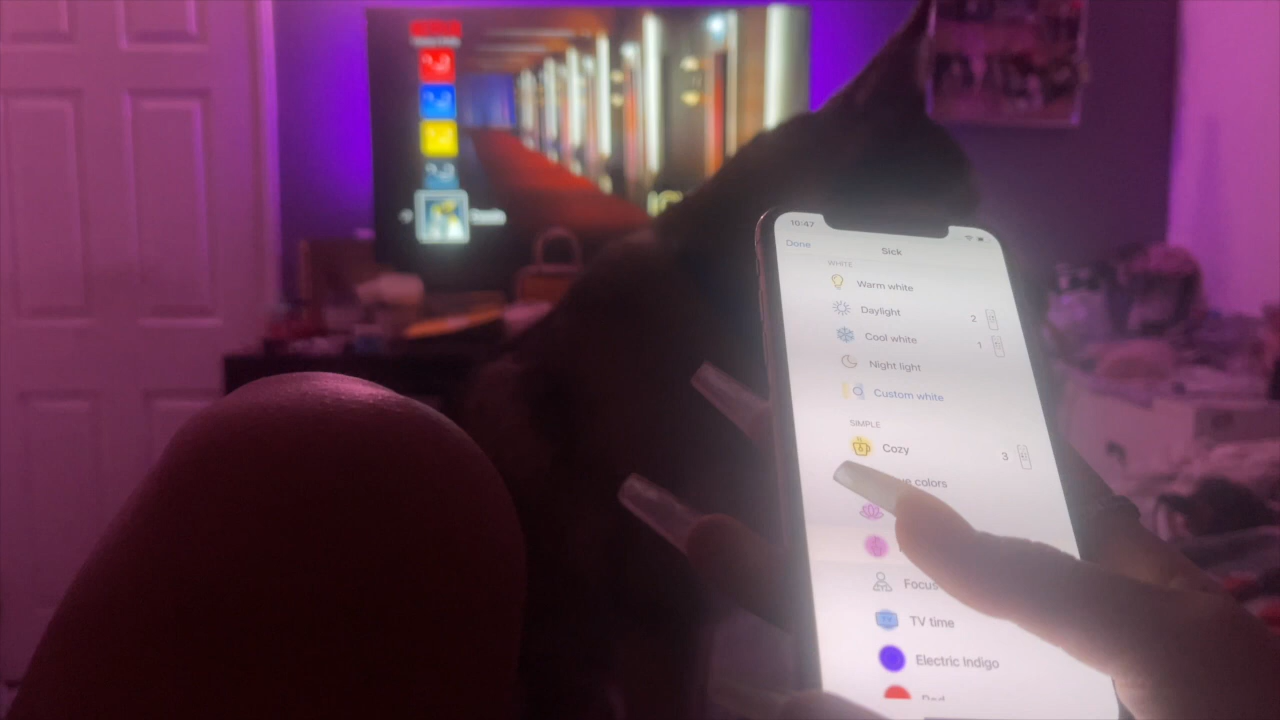 10:47
Done
Sick
WHITE
Warm white
Daylight 2
Cool white 1
Night light
Custom white
SIMPLE
Cozy 3
colors
Focus
TV time
Electric Indigo
Red